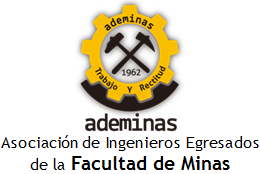 ademinas
1962
Trabajo Y Rectitud
ademinas
Asociación de Ingenieros Egresados
de la Facultad de Minas